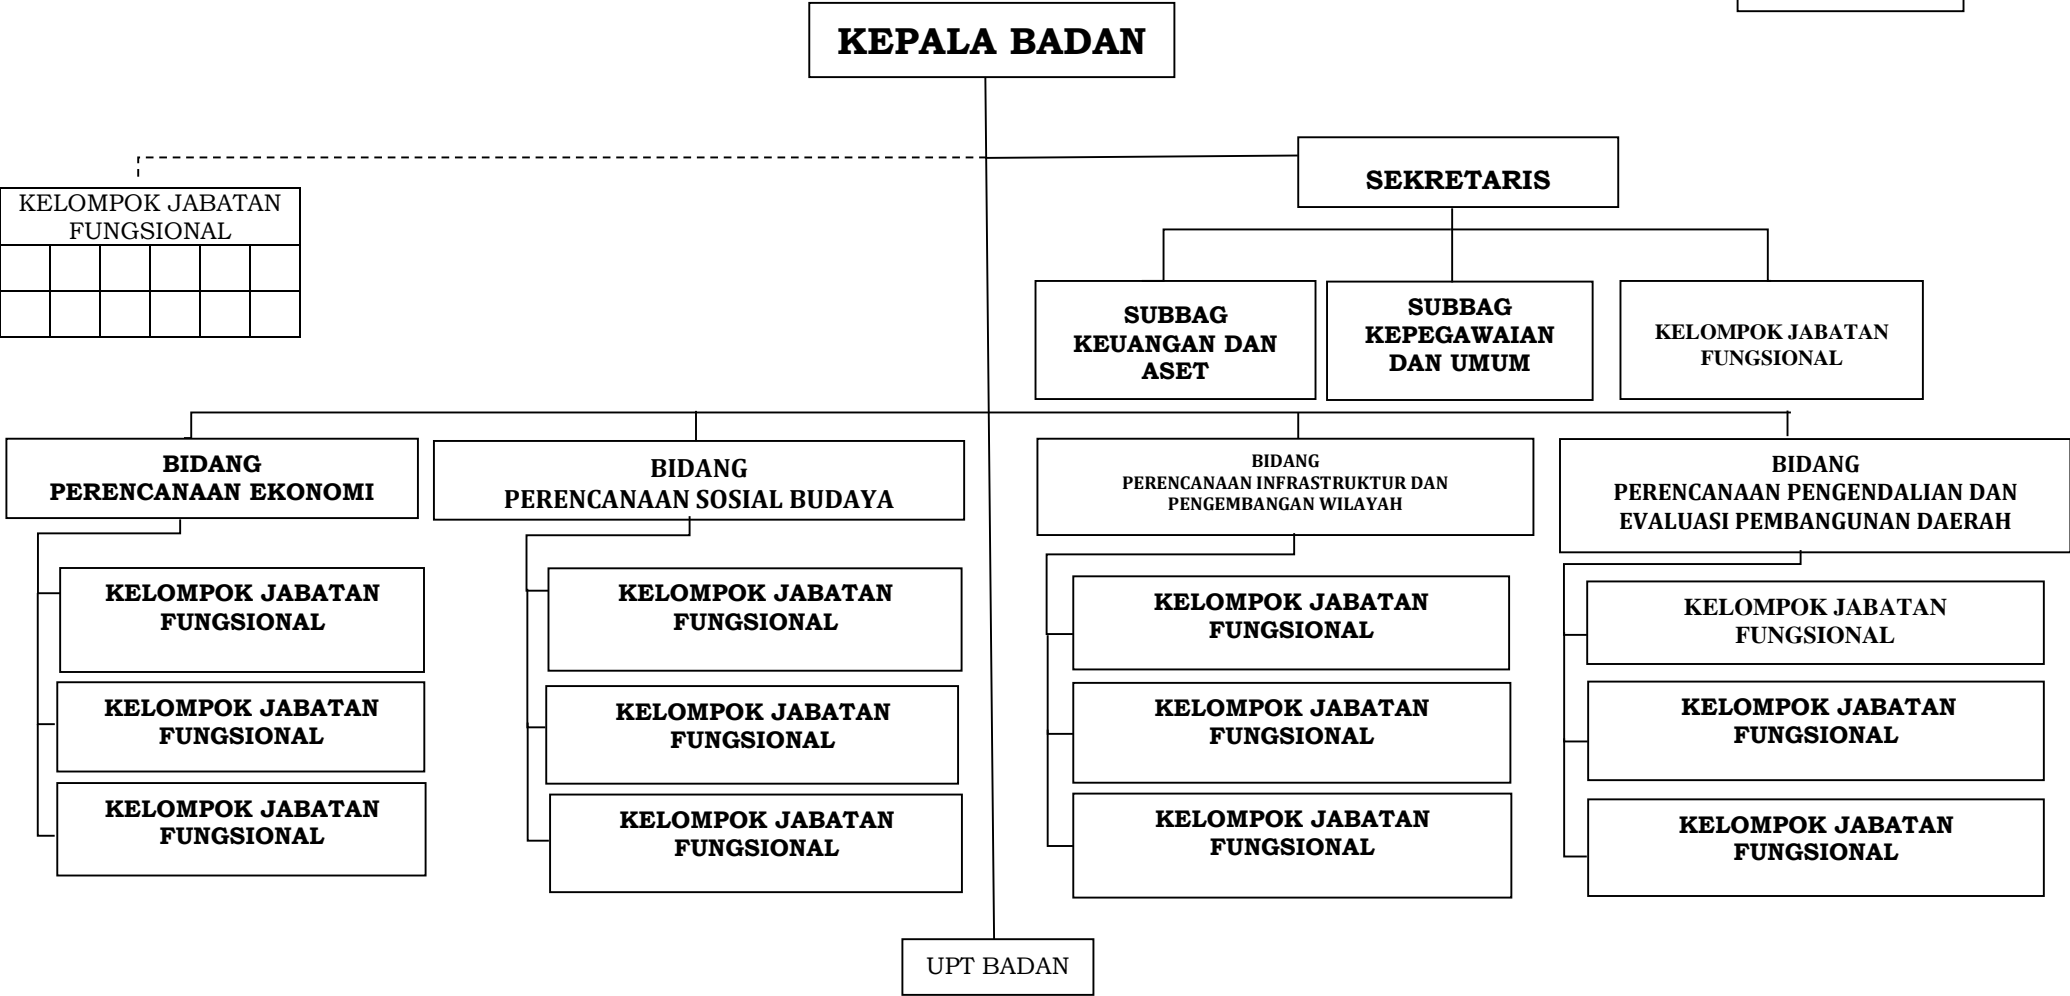 KEPALA BADAN
SEKRETARIS
KELOMPOK JABATAN
FUNGSIONAL
SUBBAG
KEUANGAN DAN
ASET
SUBBAG
KEPEGAWAIAN
DAN UMUM
KELOMPOK JABATAN
FUNGSIONAL
BIDANG
PERENCANAAN EKONOMI
BIDANG
PERENCANAAN SOSIAL BUDAYA
BIDANG
PERENCANAAN INFRASTRUKTUR DAN
PENGEMBANGAN WILAYAH
BIDANG
PERENCANAAN PENGENDALIAN DAN
EVALUASI PEMBANGUNAN DAERAH
KELOMPOK JABATAN
FUNGSIONAL
KELOMPOK JABATAN
FUNGSIONAL
KELOMPOK JABATAN
FUNGSIONAL
KELOMPOK JABATAN
FUNGSIONAL
KELOMPOK JABATAN
FUNGSIONAL
KELOMPOK JABATAN
FUNGSIONAL
KELOMPOK JABATAN
FUNGSIONAL
KELOMPOK JABATAN
FUNGSIONAL
KELOMPOK JABATAN
FUNGSIONAL
KELOMPOK JABATAN
FUNGSIONAL
KELOMPOK JABATAN
FUNGSIONAL
KELOMPOK JABATAN
FUNGSIONAL
UPT BADAN